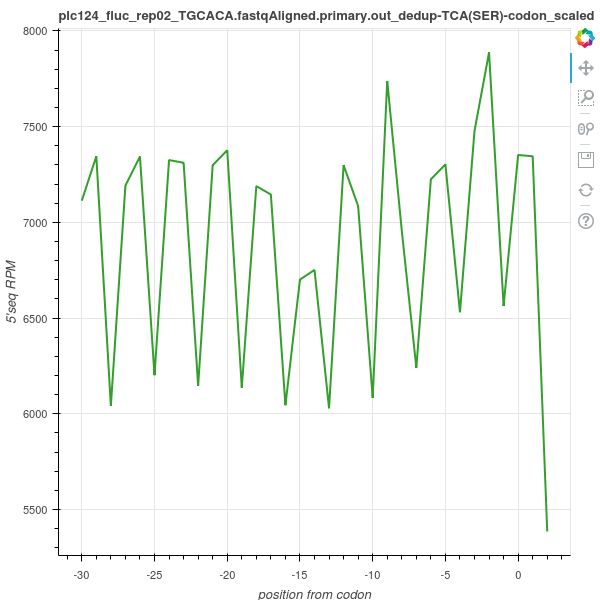 plc124_fluc_rep02_TGCACA.fastqAligned.primary.out_dedup-TCA(SER)-codon_scaled
8000
7500
7000
6500
6000
5500
5'seq RPM
-30 -25 -20 -15 -10 -5 0
position from codon